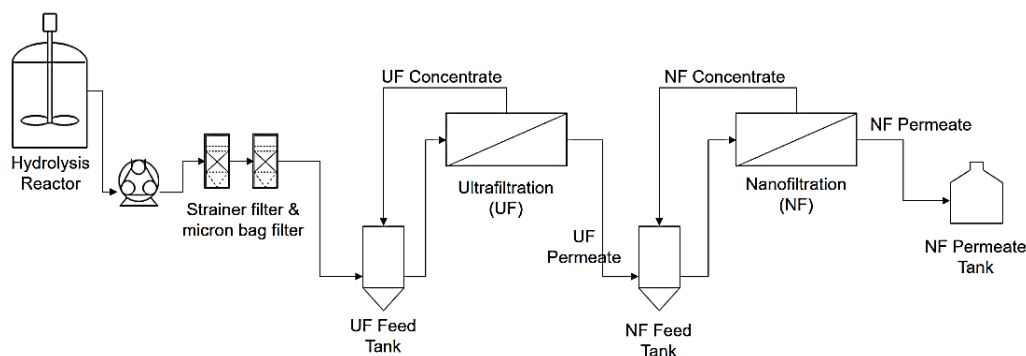 Hydrolysis
Reactor
Strainer filter &
micron bag filter
UF Concentrate
Ultrafiltration
(UF)
UF Feed
Tank
UF
Permeate
NF Concentrate
Nanofiltration
(NF)
NF Feed
Tank
NF Permeate
NF Permeate
Tank